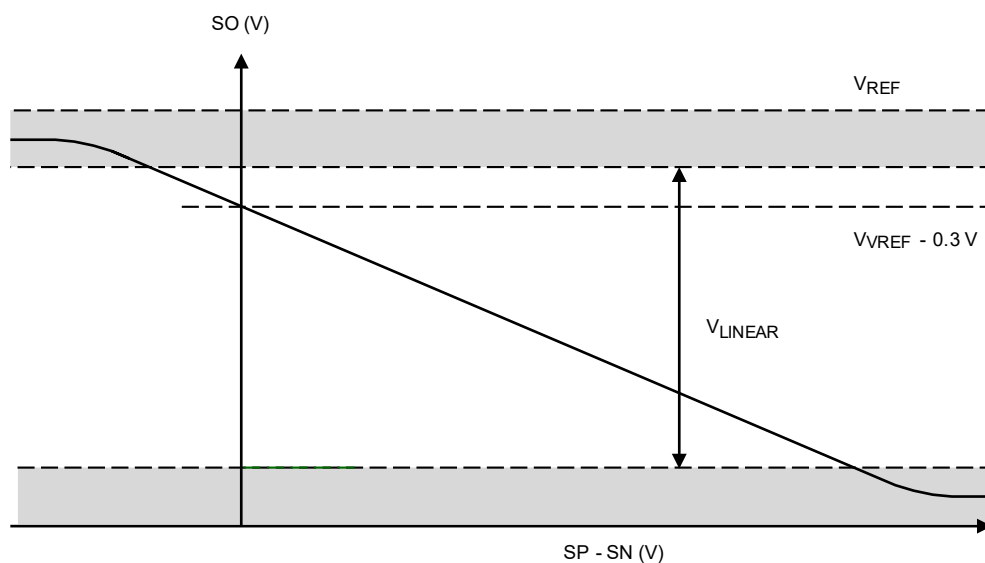 SO (V)
VREF
VVREF - 0.3 V
VLINEAR
SP - SN (V)